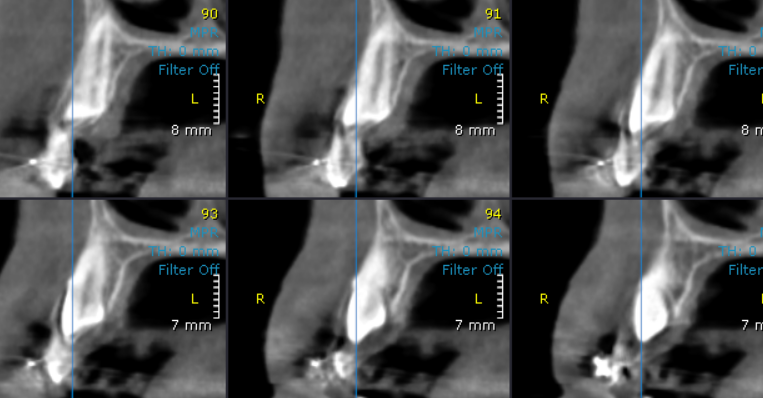 90
MPR
TH: 0 mm
Filter Off
L
8 mm
91
MPR
TH: 0 mm
Filter Off
R
L
8 mm
Filter
R
8 m
93
MPR
TH: 0 mm
Filter Off
L
7 mm
94
MPR
TH: 0 mm
Filter Off
R
L
7 mm
Filter
R
7 m